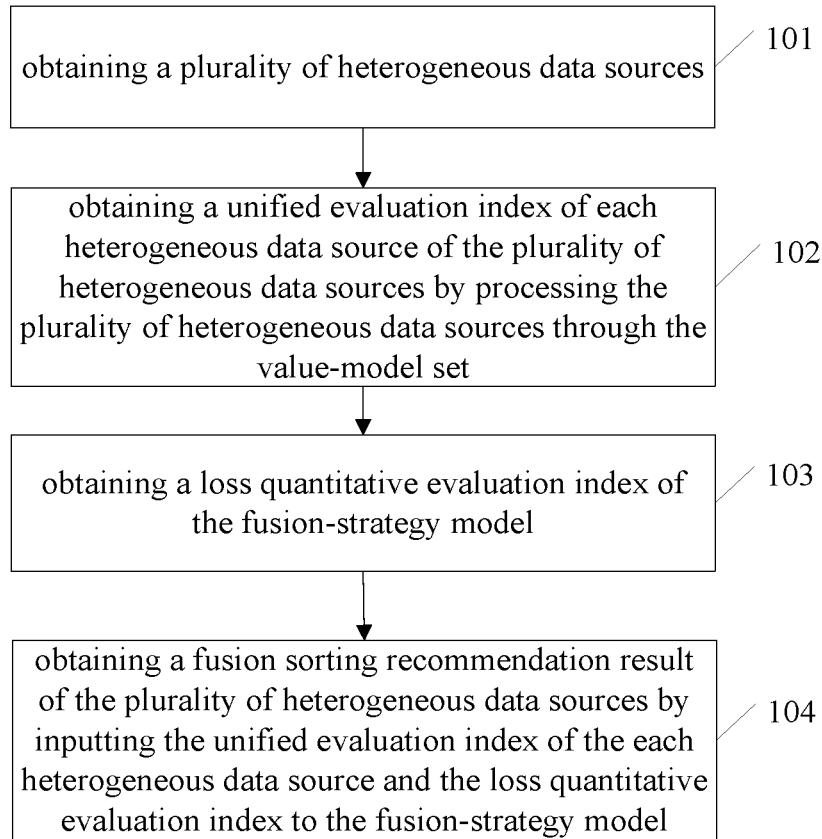 101
obtaining a plurality of heterogeneous data sources
obtaining a unified evaluation index of each
heterogeneous data source of the plurality of
heterogeneous data sources by processing the
plurality of heterogeneous data sources through the
value-model set
102
obtaining a loss quantitative evaluation index of
the fusion-strategy model
103
obtaining a fusion sorting recommendation result
of the plurality of heterogeneous data sources by
inputting the unified evaluation index of the each
heterogeneous data source and the loss quantitative
evaluation index to the fusion-strategy model
104